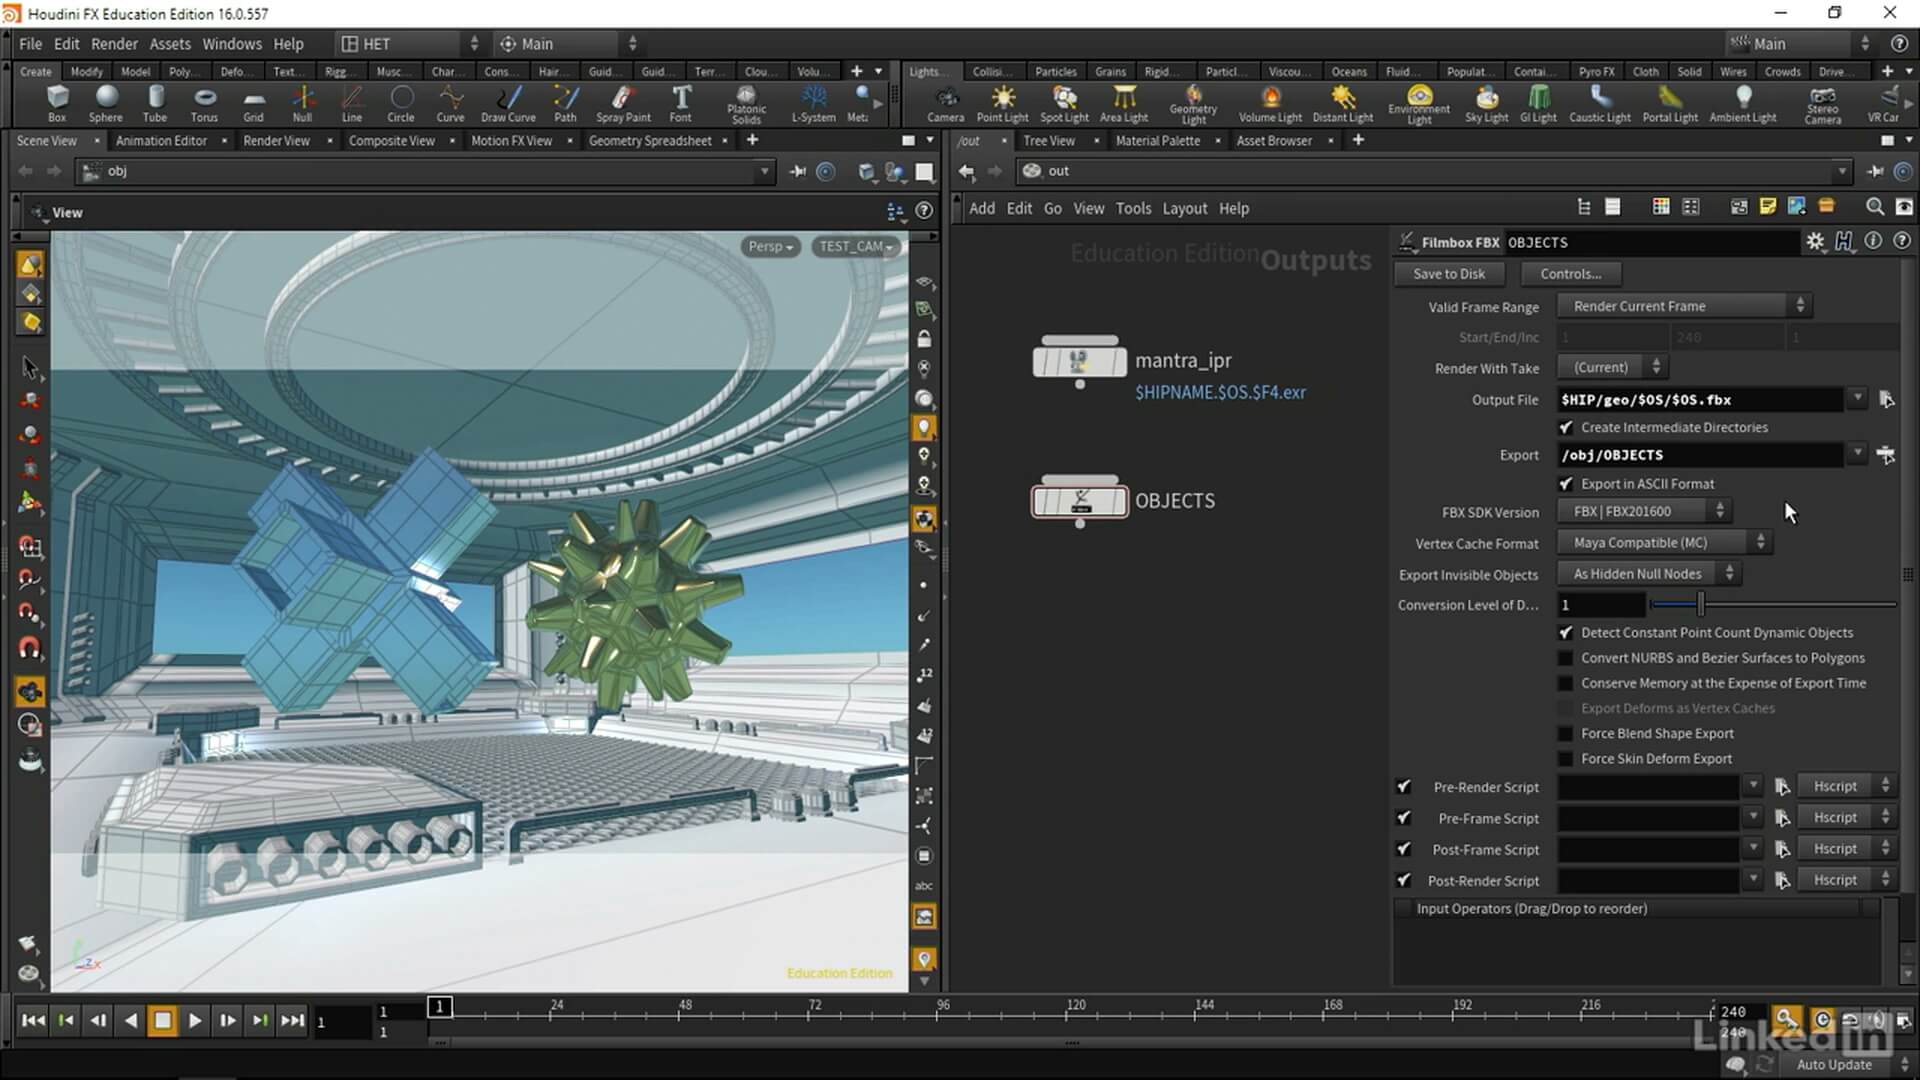 Houdini FX Education Edition 16.0.557
File Edit Render Assets Windows Help HET Main Main
Create Modify Model Poly... Defo... Text... Rigg... Musc... Char... Cons... Hair... Guid... Guid... Terr... Clou... Volu...
Lights... Collisi... Particles Grains Rigid... Particl... Viscou... Oceans Fluid... Populat... Contai... Pyro FX Cloth Solid Wires Crowds Drive...
Box Sphere Tube Torus Grid Null Line Circle Curve Draw Curve Path Spray Paint Font Platonic Solids L-System Meta
Camera Point Light Spot Light Area Light Geometry Light Volume Light Distant Light Environment Light Sky Light GI Light Caustic Light Portal Light Ambient Light Stereo Camera VR Car
Scene View Animation Editor Render View Composite View Motion FX View Geometry Spreadsheet
/out Tree View Material Palette Asset Browser
obj
out
View
Add Edit Go View Tools Layout Help
Persp TEST_CAM
Education Edition
Outputs
mantra_ipr
$HIPNAME.$OS.$F4.exr
OBJECTS
Filmbox FBX OBJECTS
Save to Disk Controls...
Valid Frame Range Render Current Frame
Start/End/Inc 1 240 1
Render With Take (Current)
Output File $HIP/geo/$OS/$OS.fbx
Create Intermediate Directories
Export /obj/OBJECTS
Export in ASCII Format
FBX SDK Version FBX | FBX201600
Vertex Cache Format Maya Compatible (MC)
Export Invisible Objects As Hidden Null Nodes
Conversion Level of D... 1
Detect Constant Point Count Dynamic Objects
Convert NURBS and Bezier Surfaces to Polygons
Conserve Memory at the Expense of Export Time
Export Deforms as Vertex Caches
Force Blend Shape Export
Force Skin Deform Export
Pre-Render Script Hscript
Pre-Frame Script Hscript
Post-Frame Script Hscript
Post-Render Script Hscript
Input Operators (Drag/Drop to reorder)
12
12
abc
Education Edition
z x
1 1 1 1 24 48 72 96 120 144 168 192 216 2 240
240
LinkedIn
Auto Update